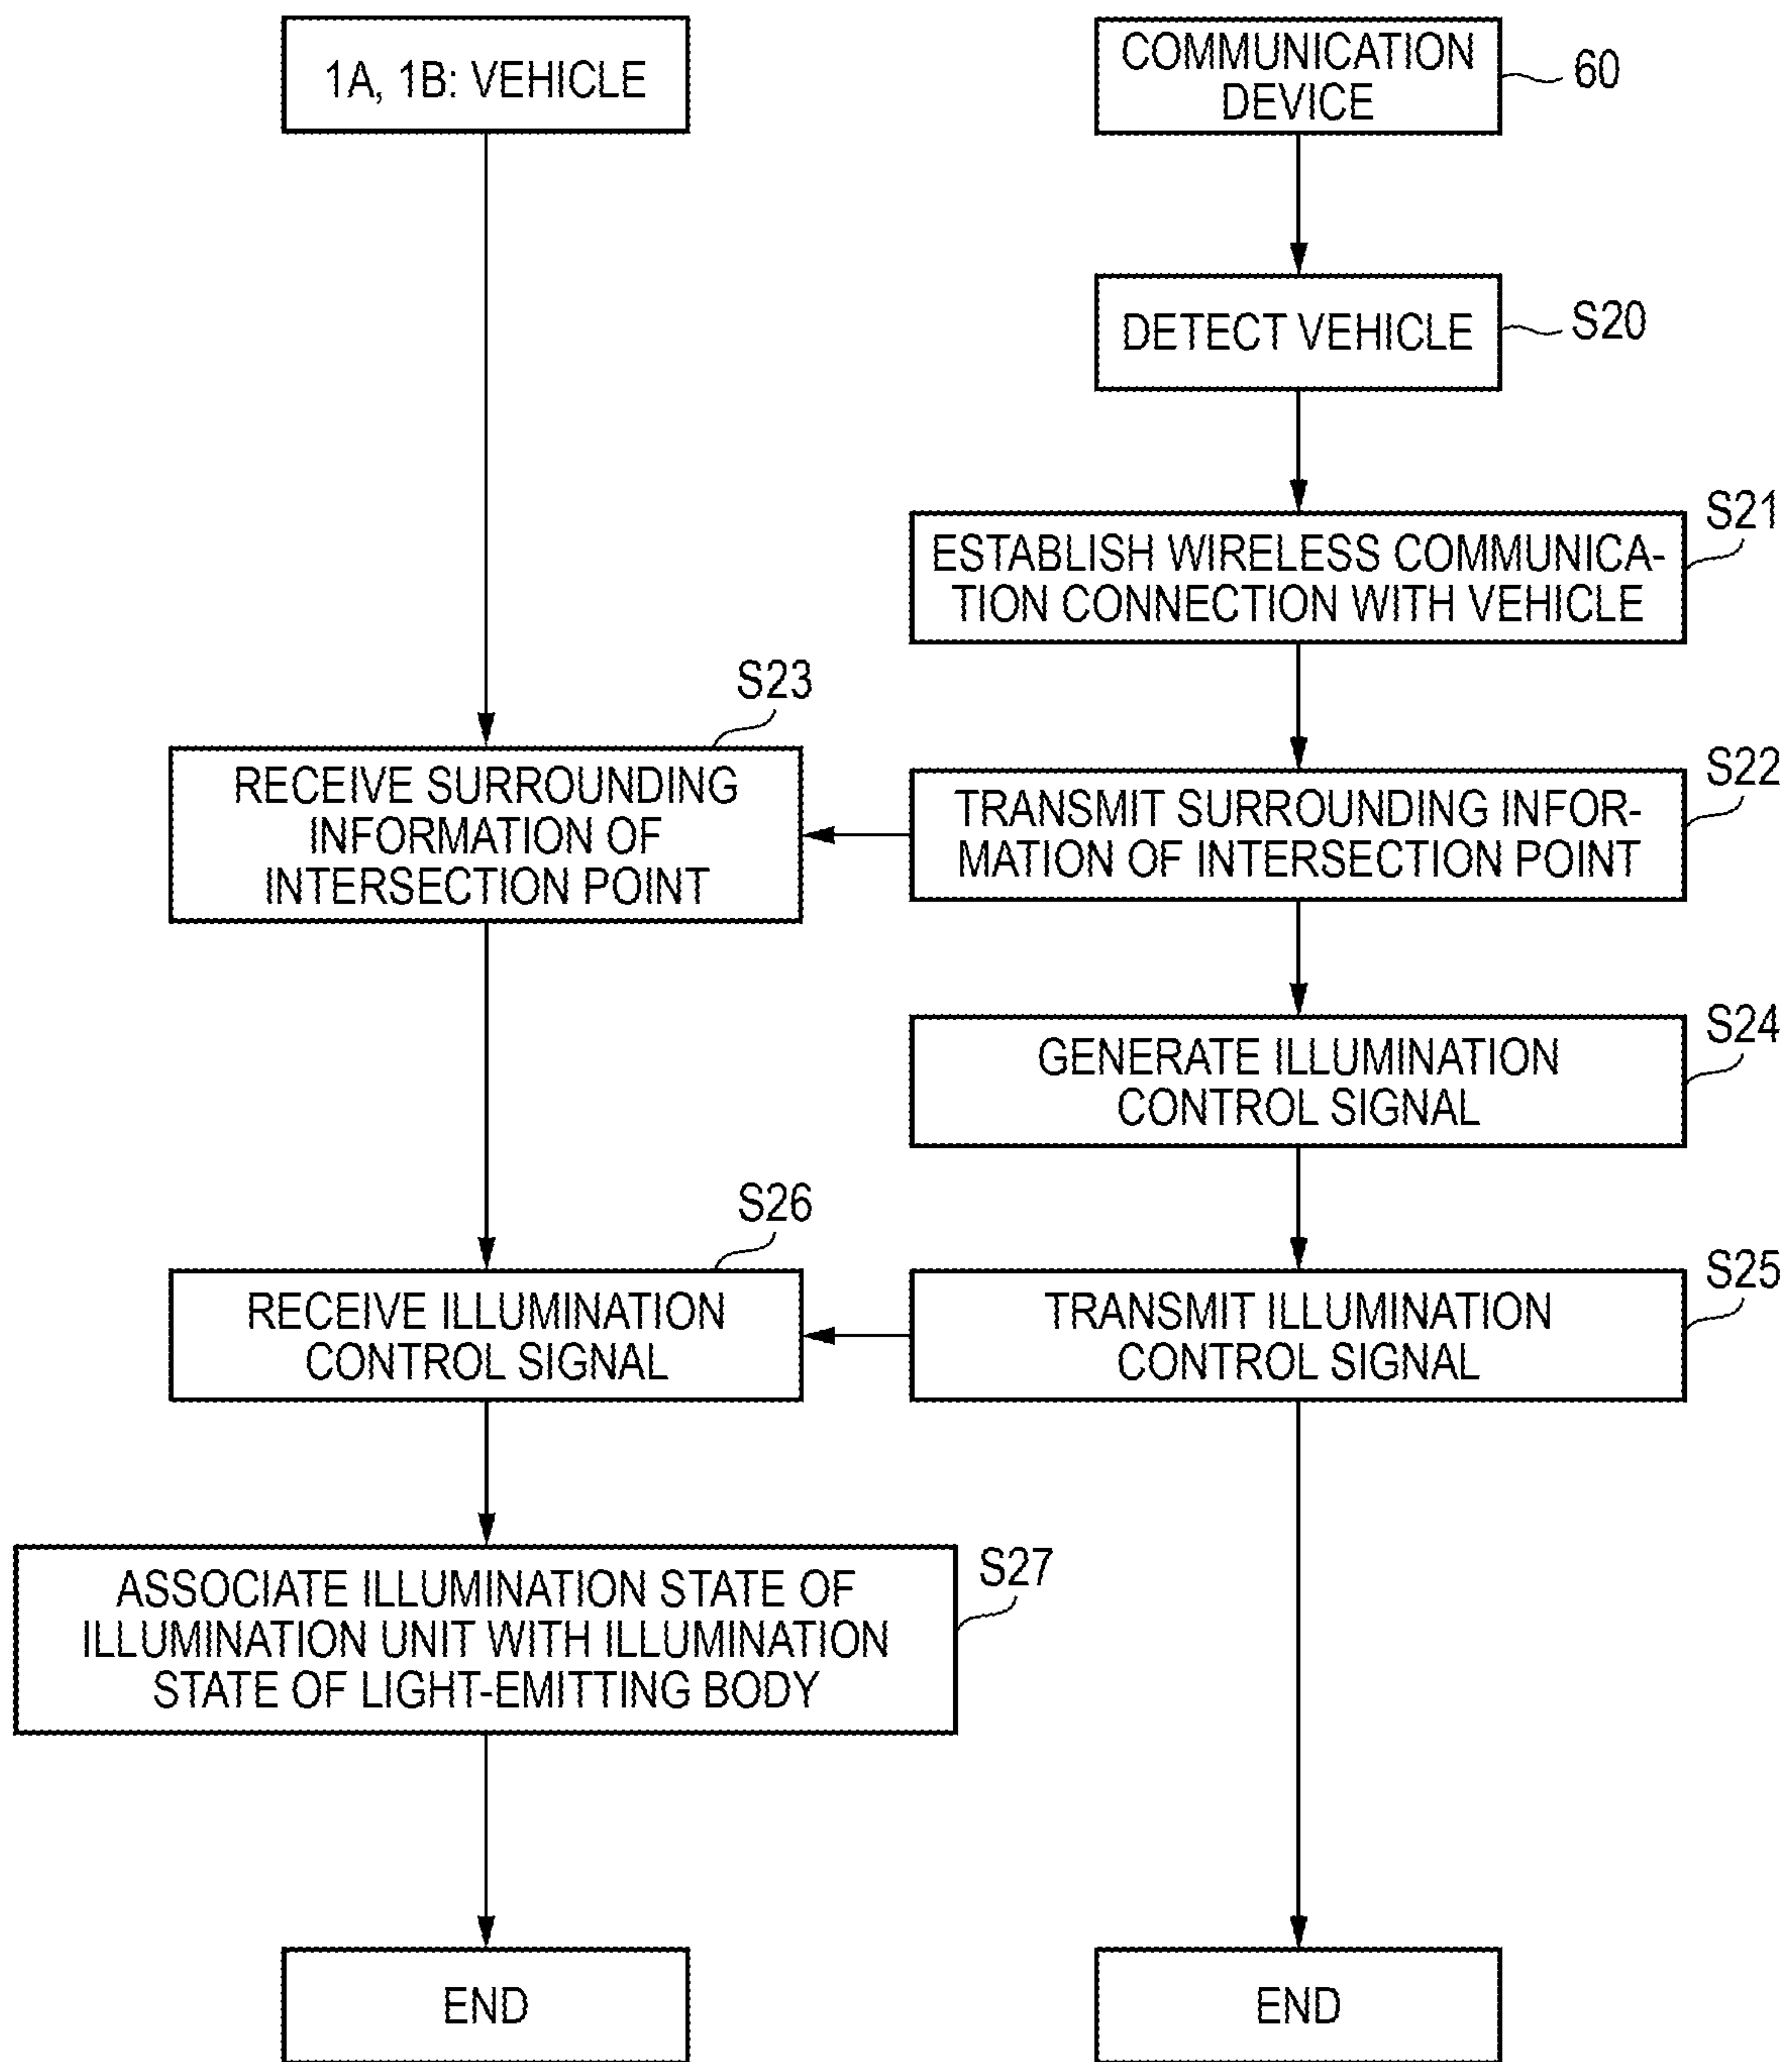 1A, 1B: VEHICLE
COMMUNICATION
DEVICE
60
DETECT VEHICLE
S20
S21
ESTABLISH WIRELESS COMMUNICA-
TION CONNECTION WITH VEHICLE
S23
RECEIVE SURROUNDING
INFORMATION OF
INTERSECTION POINT
S22
TRANSMIT SURROUNDING INFOR-
MATION OF INTERSECTION POINT
S24
GENERATE ILLUMINATION
CONTROL SIGNAL
S26
RECEIVE ILLUMINATION
CONTROL SIGNAL
S25
TRANSMIT ILLUMINATION
CONTROL SIGNAL
S27
ASSOCIATE ILLUMINATION STATE OF
ILLUMINATION UNIT WITH ILLUMINATION
STATE OF LIGHT-EMITTING BODY
END
END